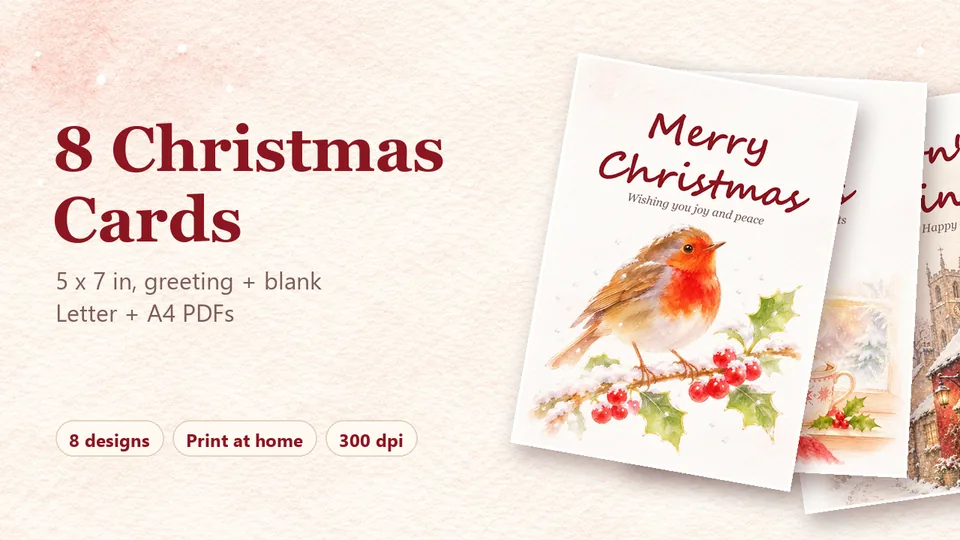 8 Christmas
Cards
5 x 7 in, greeting + blank
Letter + A4 PDFs
8 designs
Print at home
300 dpi
Merry
Christmas
Wishing you joy and peace
Happy